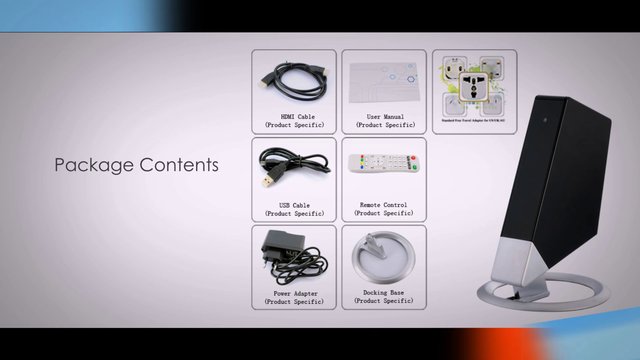 Package Contents
HDMI Cable
(Product Specific)
User Manual
(Product Specific)
Standard Free Travel Adapter for US/UK/AU
USB Cable
(Product Specific)
Remote Control
(Product Specific)
Power Adapter
(Product Specific)
Docking Base
(Product Specific)